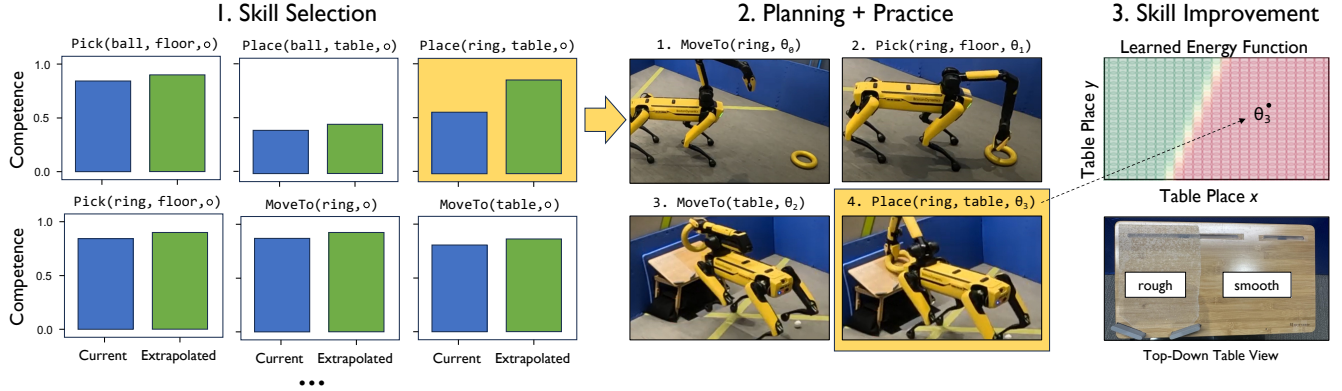 1. Skill Selection
2. Planning + Practice
3. Skill Improvement
Pick(ball, floor,○)
Place(ball, table,○)
Place(ring, table,○)
Competence
1.0
0.5
0.0
Pick(ring, floor,○)
MoveTo(ring,○)
MoveTo(table,○)
Competence
1.0
0.5
0.0
Current
Extrapolated
Current
Extrapolated
Current
Extrapolated
•••
1. MoveTo(ring, θ₀)
2. Pick(ring, floor, θ₁)
3. MoveTo(table, θ₂)
4. Place(ring, table, θ₃)
Learned Energy Function
Table Place y
θ₃
Table Place x
rough
smooth
Top-Down Table View